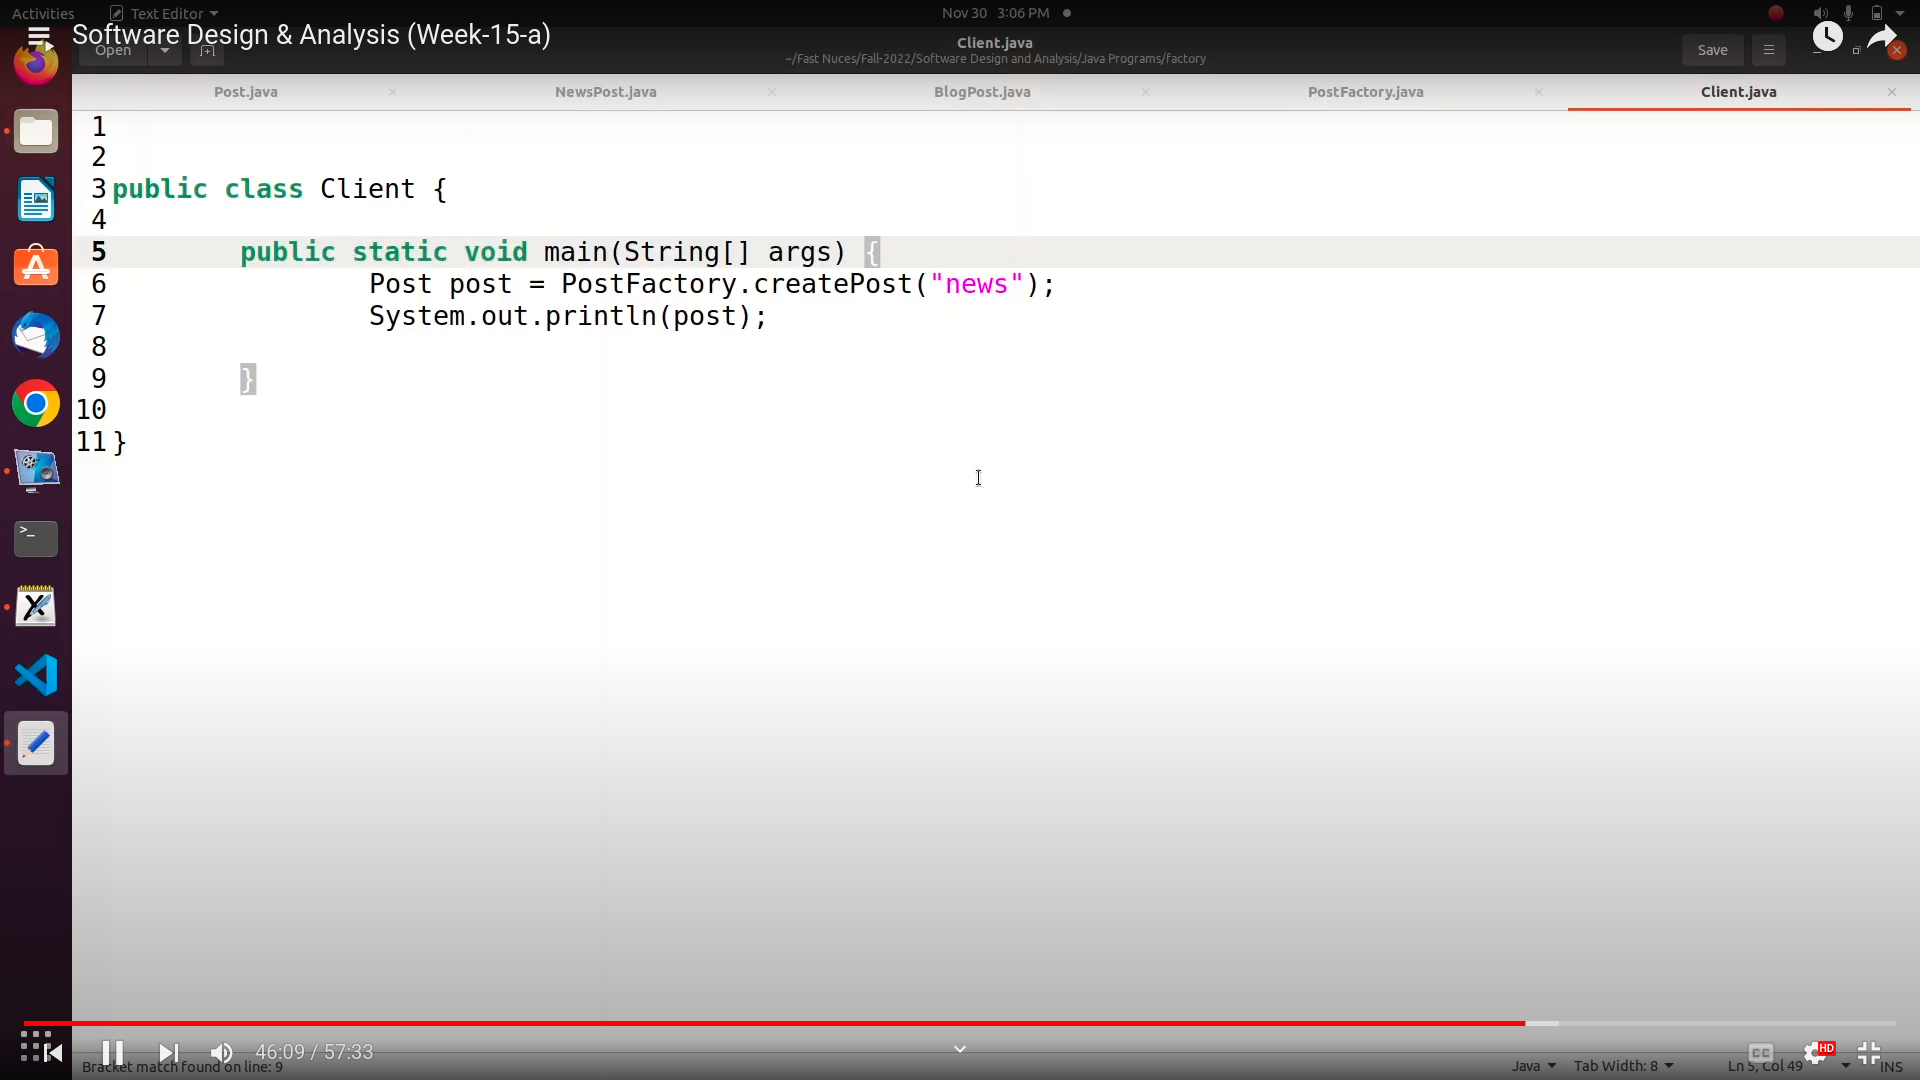 Activities Text Editor Nov 30 3:06 PM
Software Design & Analysis (Week-15-a)
Open Client.java Save
~/Fast Nuces/Fall-2022/Software Design and Analysis/Java Programs/factory
Post.java NewsPost.java BlogPost.java PostFactory.java Client.java
1
2
3 public class Client {
4
5 public static void main(String[] args) {
6 Post post = PostFactory.createPost("news");
7 System.out.println(post);
8
9 }
10
11 }
46:09 / 57:33 CC HD
Bracket match found on line: 9 Java Tab Width: 8 Ln 5, Col 49 INS